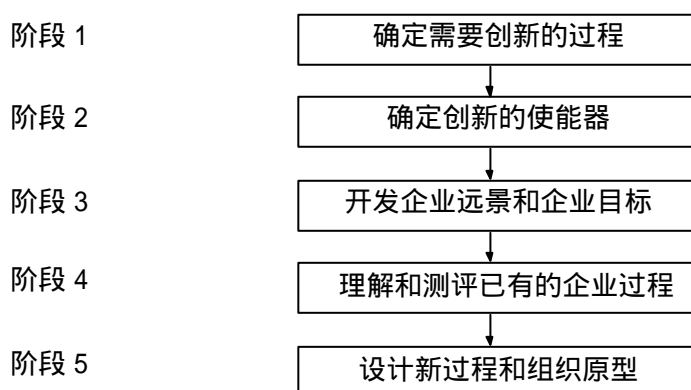 阶段 1 确定需要创新的过程
阶段 2 确定创新的使能器
阶段 3 开发企业远景和企业目标
阶段 4 理解和测评已有的企业过程
阶段 5 设计新过程和组织原型